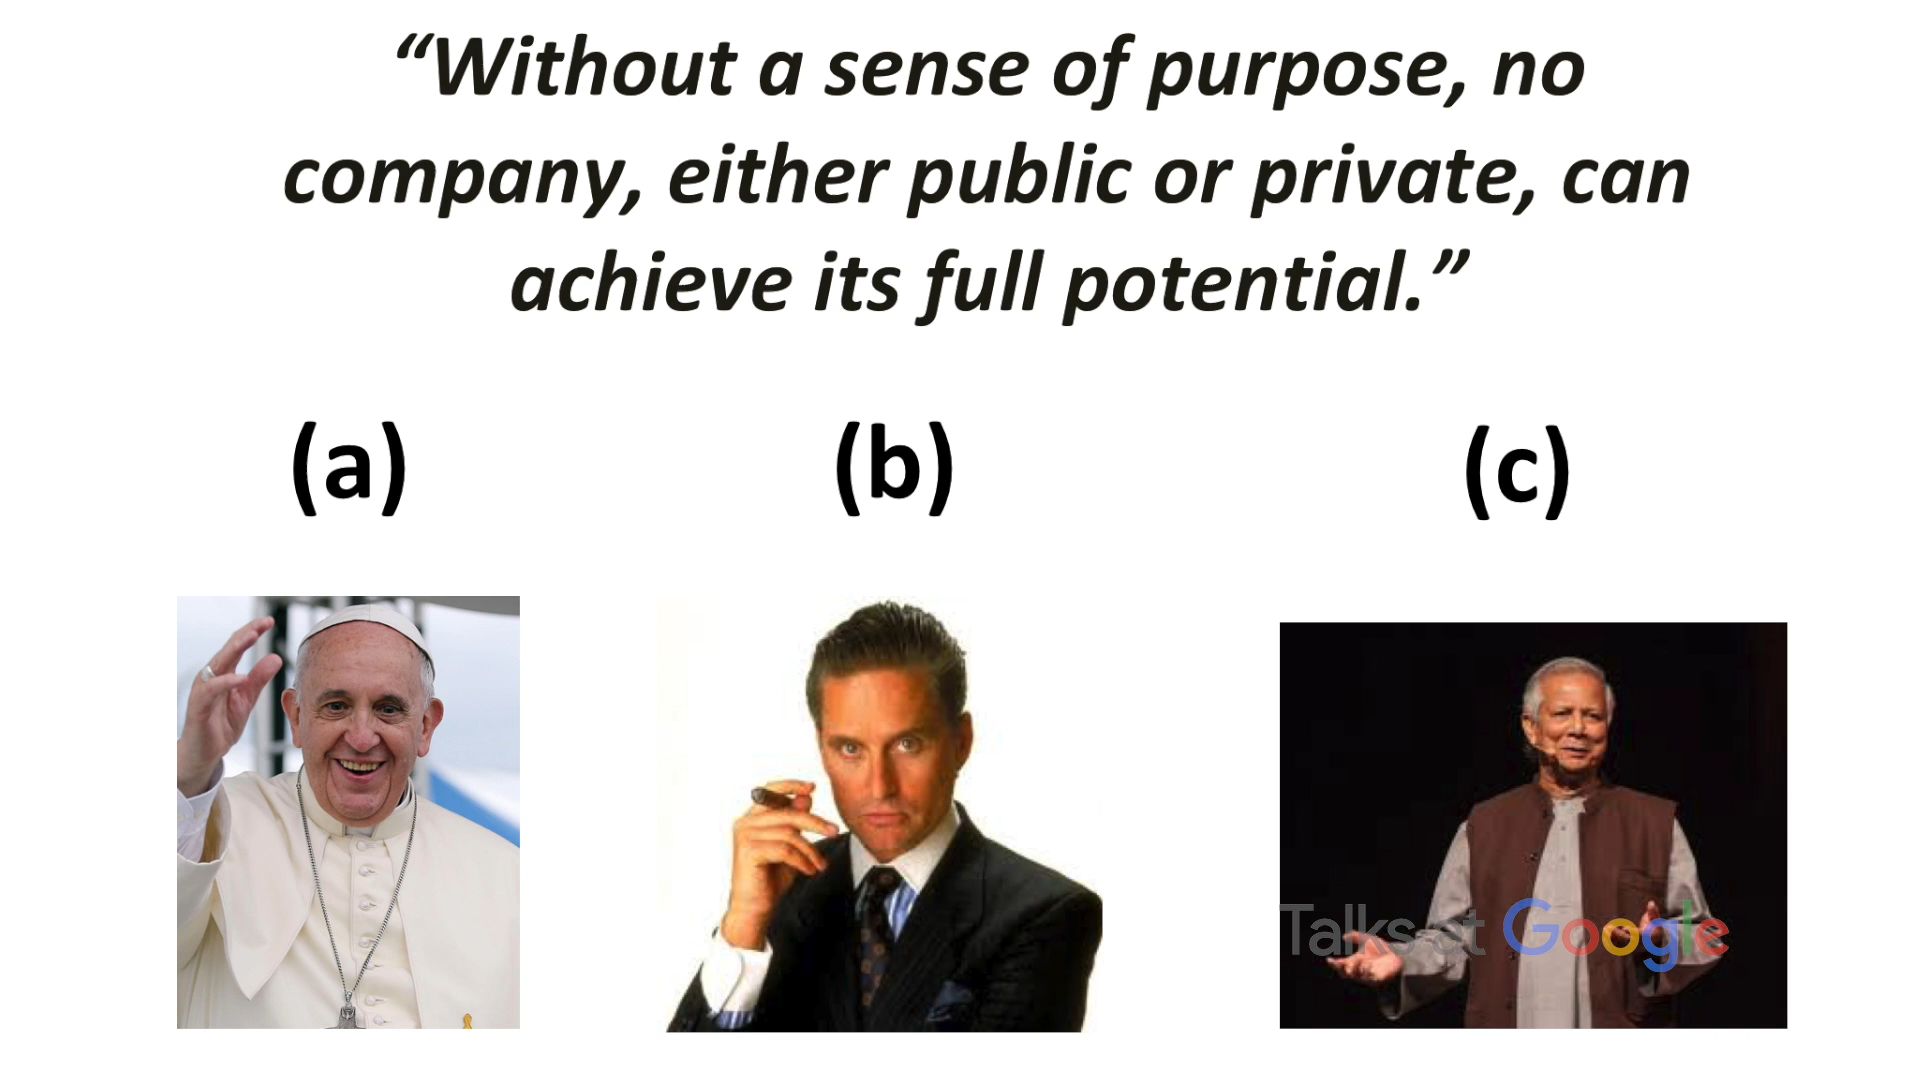 “Without a sense of purpose, no
company, either public or private, can
achieve its full potential.”
(a)
(b)
(c)
Talks at Google